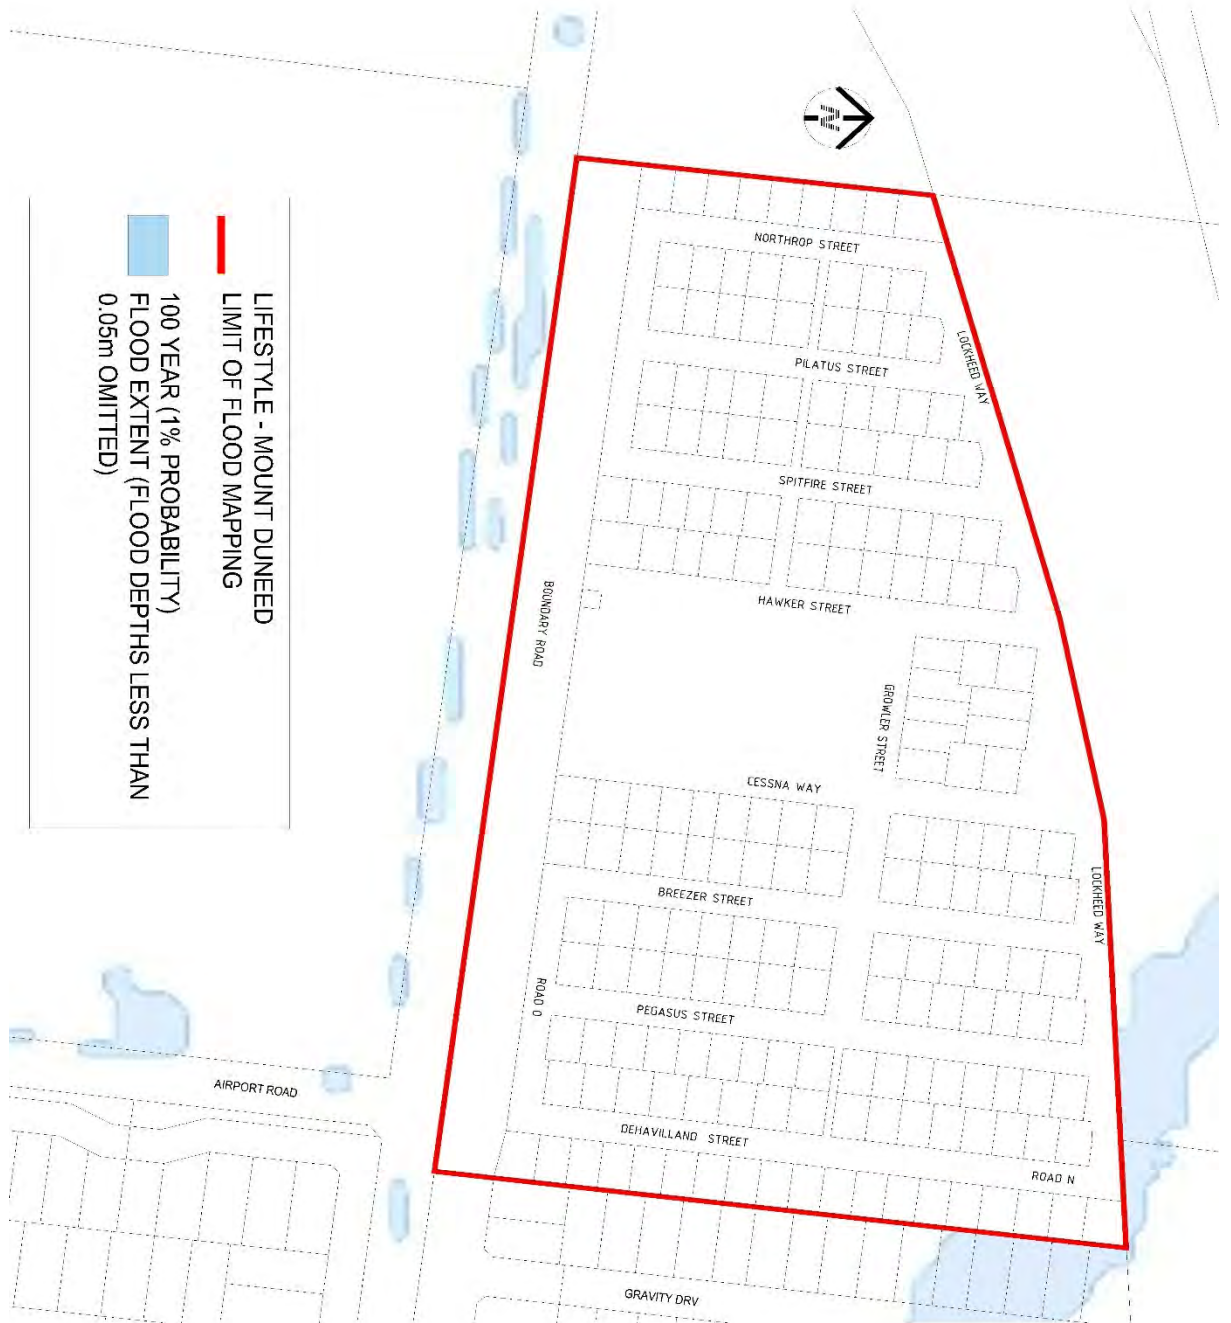 N
NORTHROP STREET
LOCKHEED WAY
PILATUS STREET
SPITFIRE STREET
HAWKER STREET
BOUNDARY ROAD
GROWLER STREET
LESSNA WAY
LOCKHEED WAY
BREEZER STREET
ROAD O
PEGASUS STREET
AIRPORT ROAD
DEHAVILLAND STREET
ROAD N
GRAVITY DRV
LIFESTYLE - MOUNT DUNEED
LIMIT OF FLOOD MAPPING
100 YEAR (1% PROBABILITY)
FLOOD EXTENT (FLOOD DEPTHS LESS THAN
0.05m OMITTED)